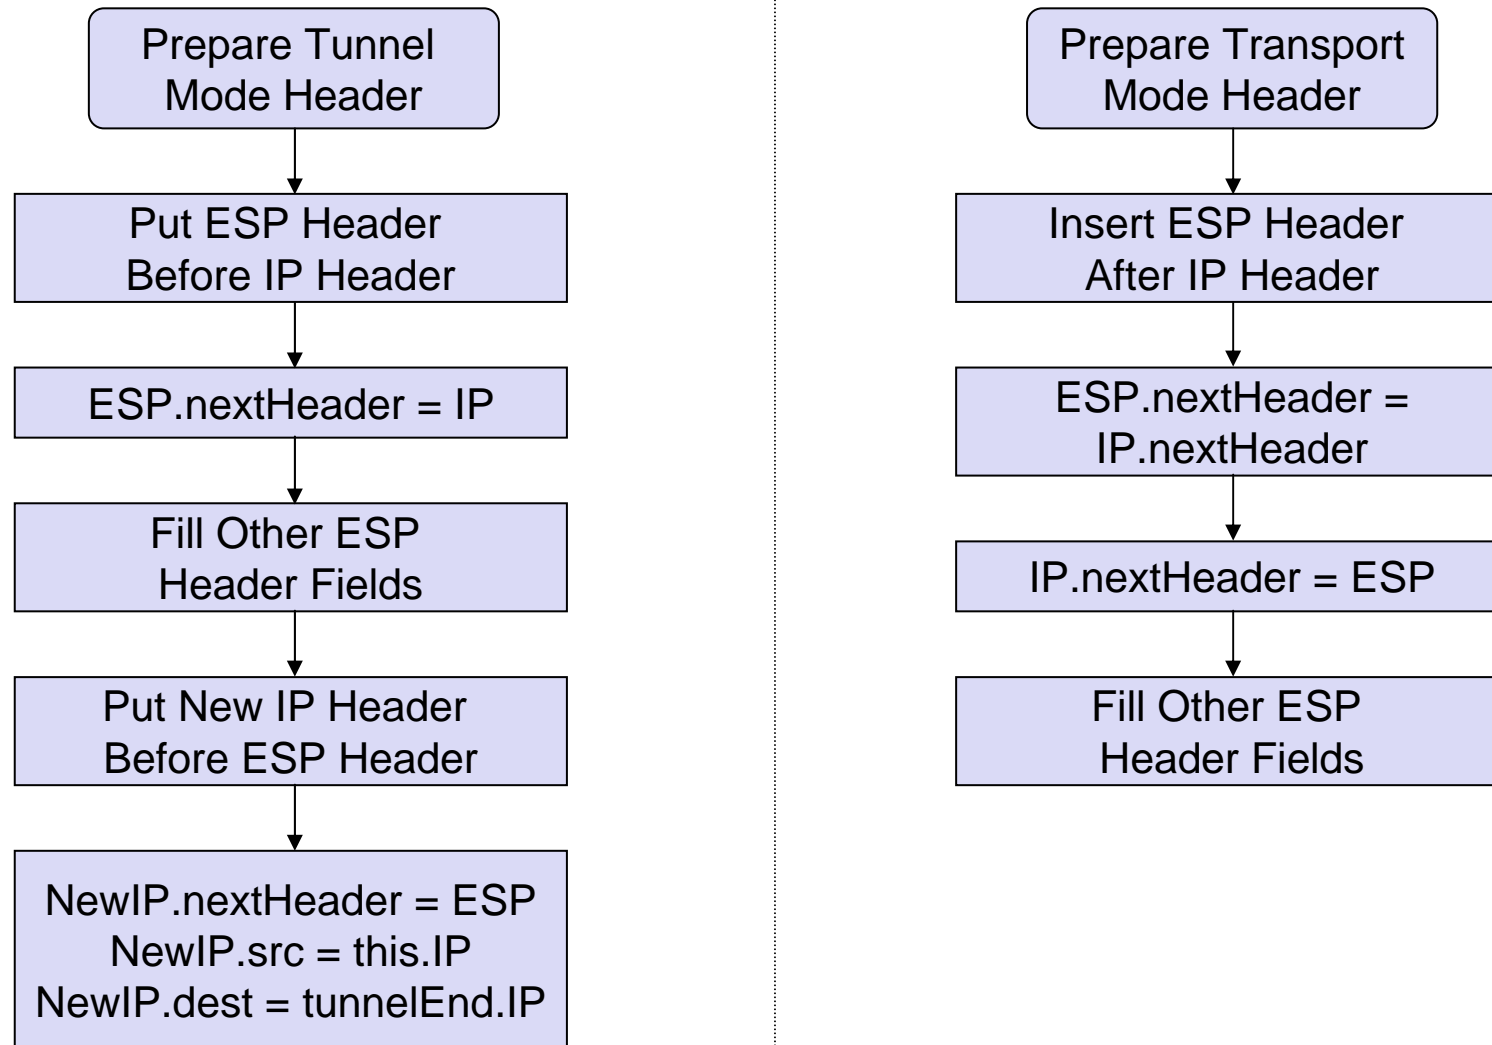 Prepare Tunnel
Mode Header
Put ESP Header
Before IP Header
ESP.nextHeader = IP
Fill Other ESP
Header Fields
Put New IP Header
Before ESP Header
NewIP.nextHeader = ESP
NewIP.src = this.IP
NewIP.dest = tunnelEnd.IP
Prepare Transport
Mode Header
Insert ESP Header
After IP Header
ESP.nextHeader =
IP.nextHeader
IP.nextHeader = ESP
Fill Other ESP
Header Fields